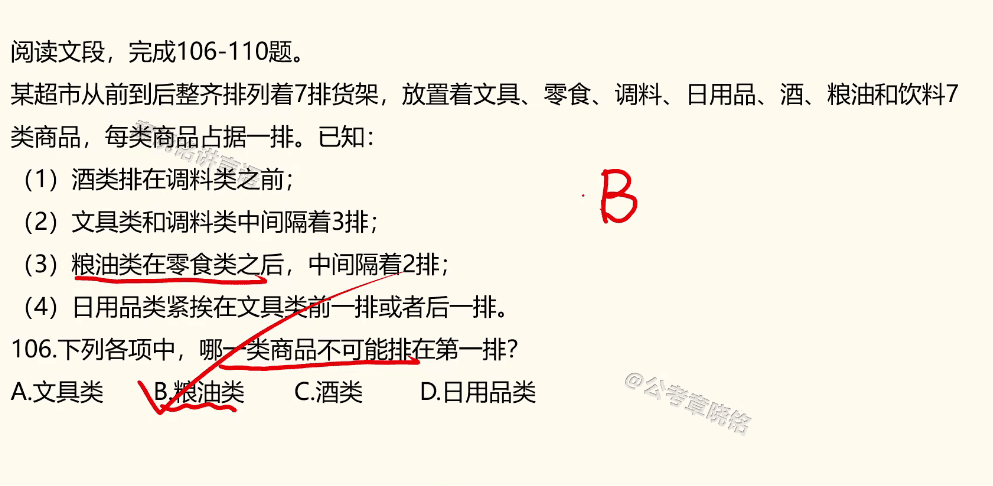 阅读文段，完成106-110题。
某超市从前到后整齐排列着7排货架，放置着文具、零食、调料、日用品、酒、粮油和饮料7
类商品，每类商品占据一排。已知：
（1）酒类排在调料类之前；
（2）文具类和调料类中间隔着3排；
B
（3）粮油类在零食类之后，中间隔着2排；
（4）日用品类紧挨在文具类前一排或者后一排。
106.下列各项中，哪一类商品不可能排在第一排？
A.文具类 B.粮油类 C.酒类 D.日用品类
@公考章晓铭